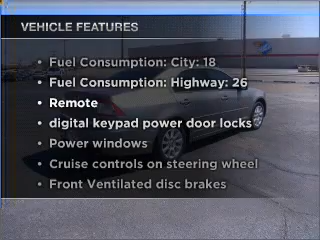 VEHICLE FEATURES
• Fuel Consumption: City: 18
• Fuel Consumption: Highway: 26
• Remote
• digital keypad power door locks
• Power windows
• Cruise controls on steering wheel
• Front Ventilated disc brakes